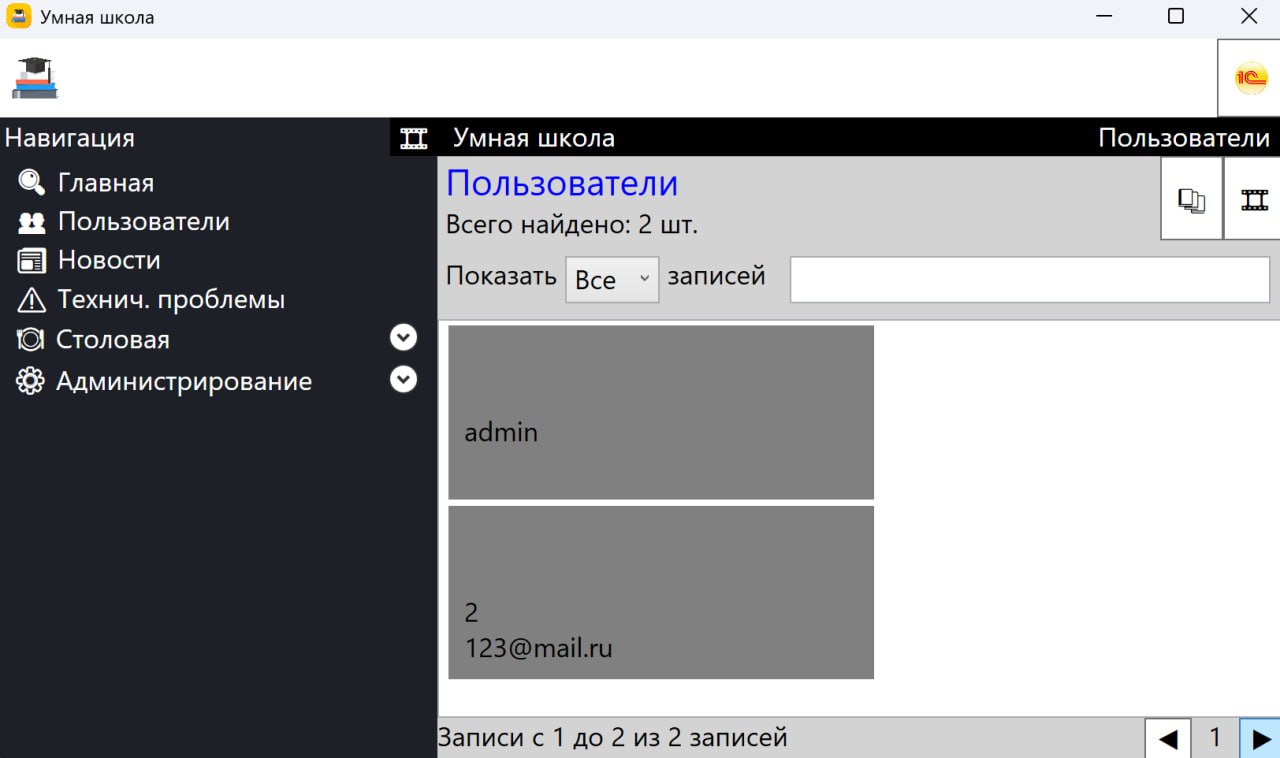 Умная школа
1С
Навигация
Умная школа
Пользователи
Главная
Пользователи
Новости
Технич. проблемы
Столовая
Администрирование
Пользователи
Всего найдено: 2 шт.
Показать Все записей
admin
2
123@mail.ru
Записи с 1 до 2 из 2 записей
1